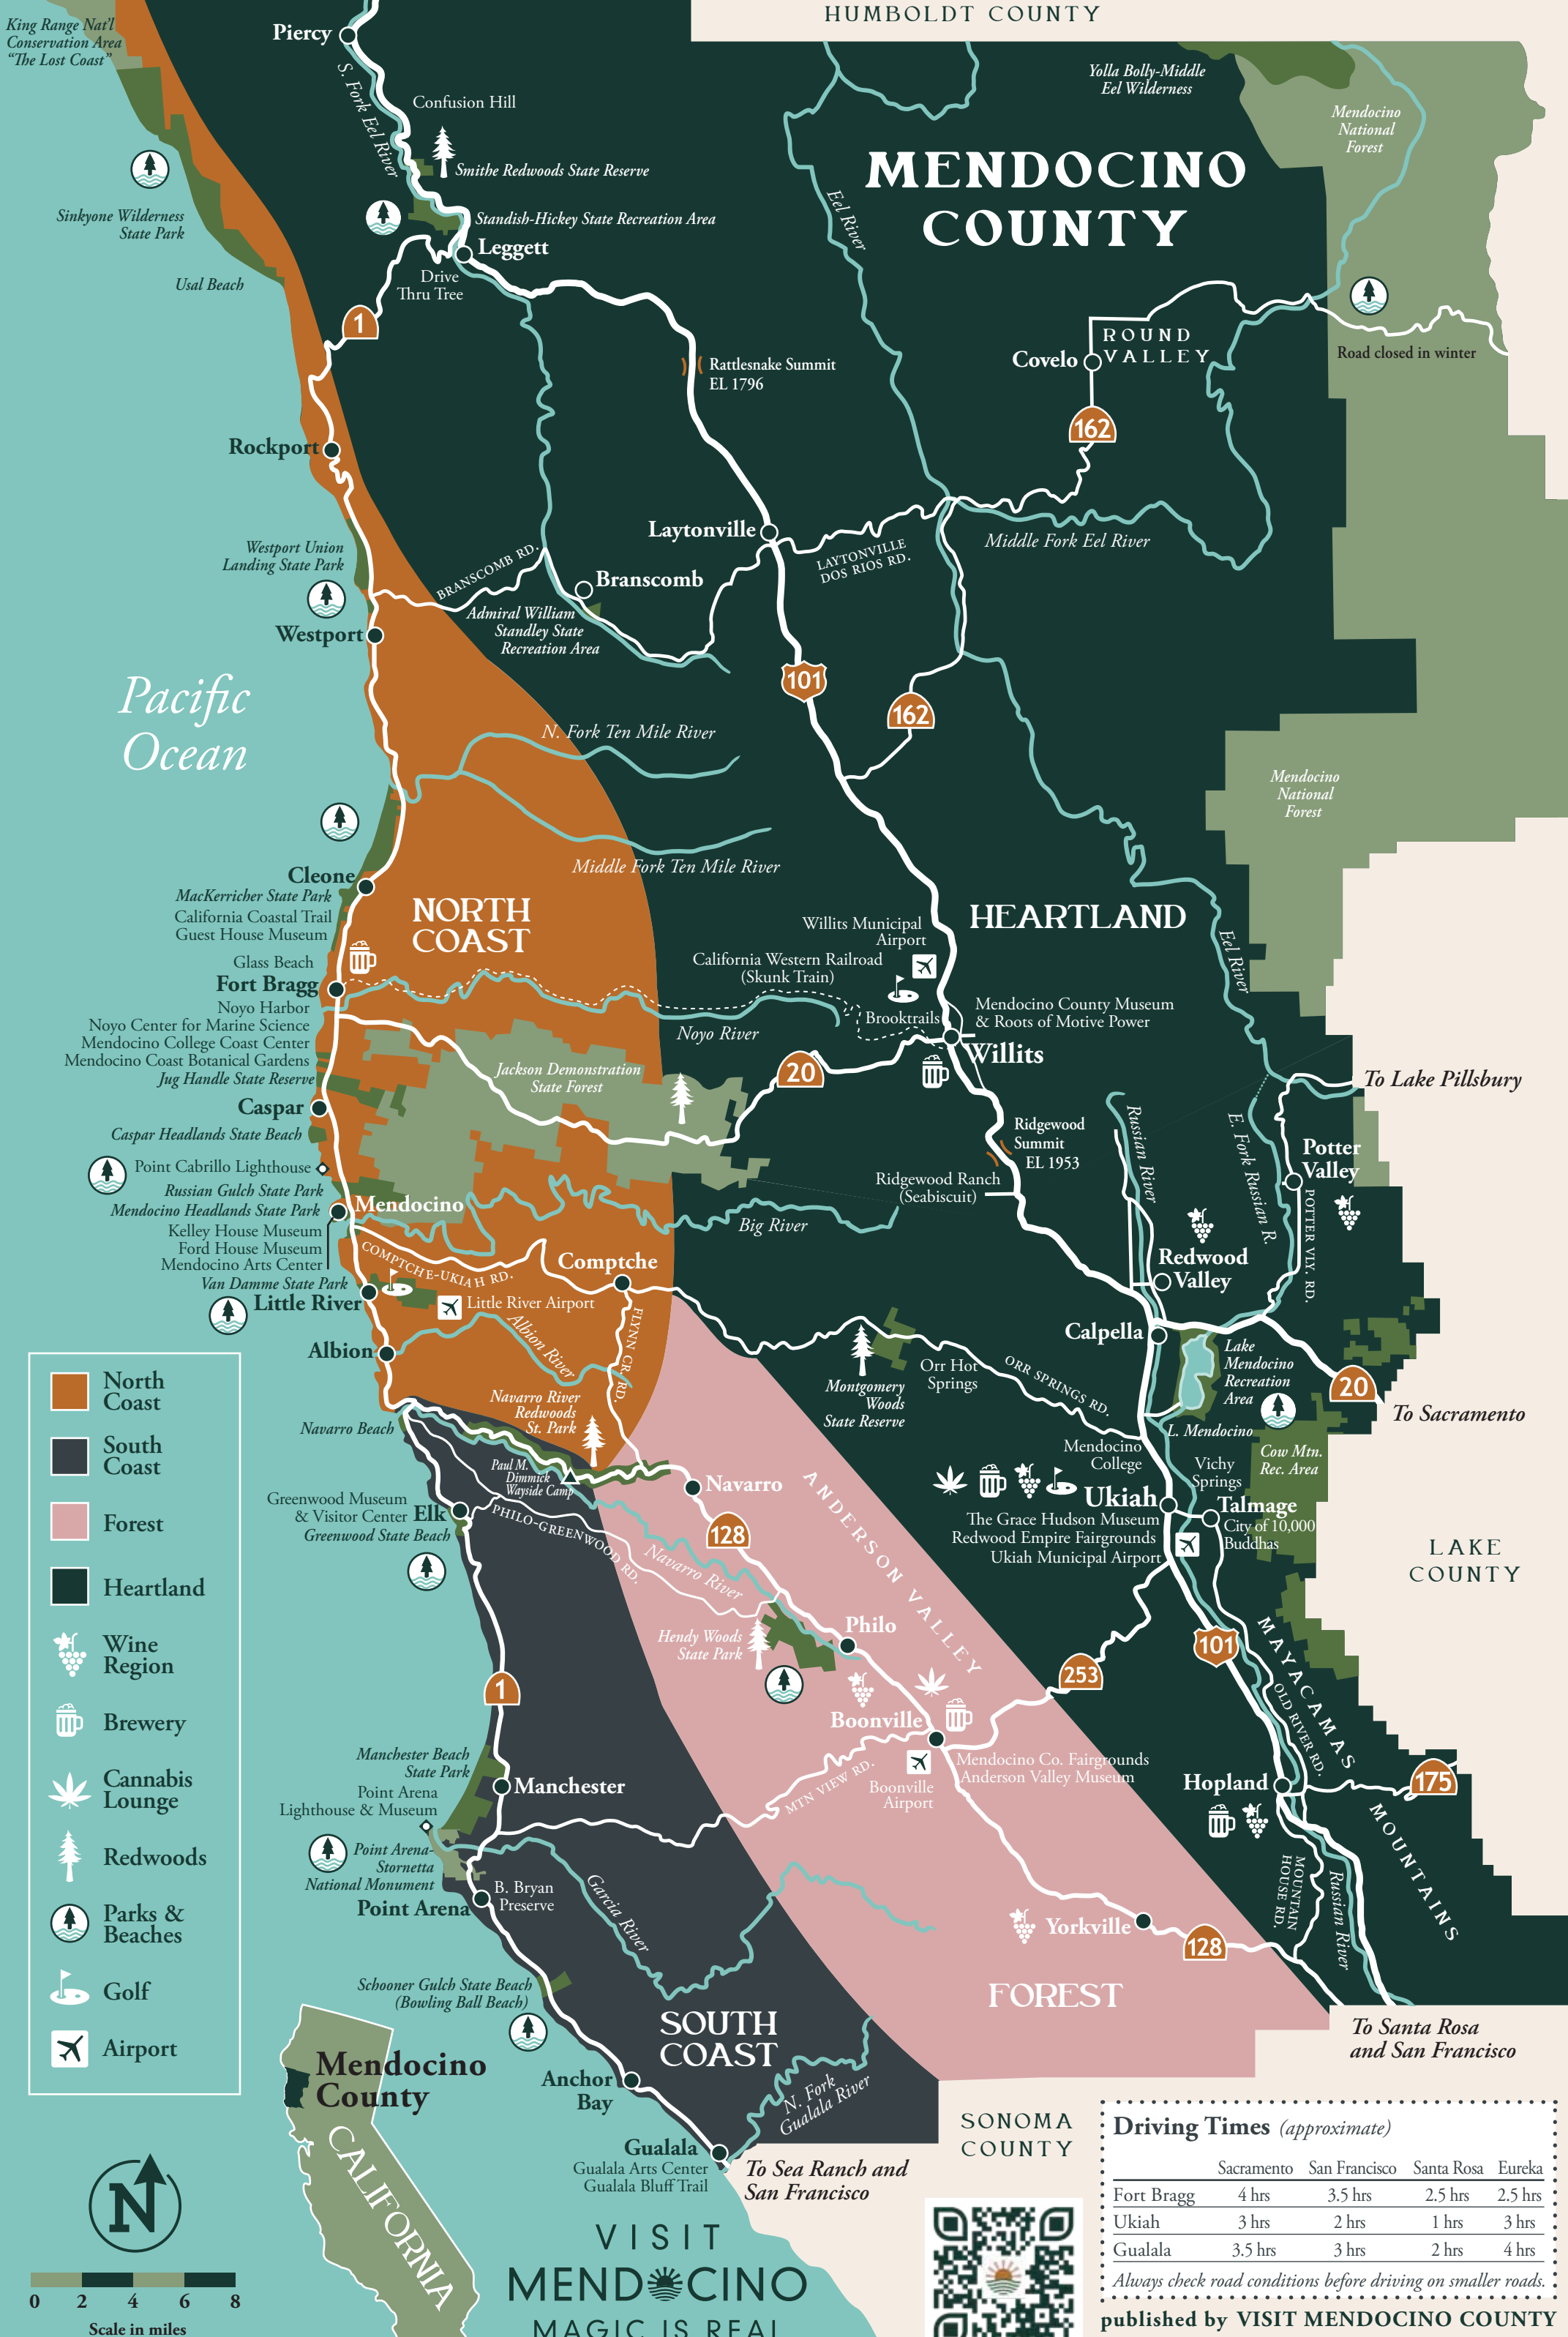 HUMBOLDT COUNTY
King Range Nat'l
Conservation Area
"The Lost Coast"
Piercy
S. Fork Eel River
Confusion Hill
Smithe Redwoods State Reserve
Standish-Hickey State Recreation Area
Leggett
Drive
Thru Tree
Sinkyone Wilderness
State Park
Usal Beach
1
Yolla Bolly-Middle
Eel Wilderness
Mendocino
National
Forest
MENDOCINO
COUNTY
Eel River
Rattlesnake Summit
EL 1796
ROUND
VALLEY
Covelo
162
Road closed in winter
Rockport
Laytonville
LAYTONVILLE
DOS RIOS RD.
Middle Fork Eel River
Westport Union
Landing State Park
BRANSCOMB RD.
Branscomb
Admiral William
Standley State
Recreation Area
Westport
101
162
Pacific
Ocean
N. Fork Ten Mile River
Middle Fork Ten Mile River
Mendocino
National
Forest
Cleone
MacKerricher State Park
California Coastal Trail
Guest House Museum
Glass Beach
Fort Bragg
Noyo Harbor
Noyo Center for Marine Science
Mendocino College Coast Center
Mendocino Coast Botanical Gardens
Jug Handle State Reserve
Caspar
Caspar Headlands State Beach
Point Cabrillo Lighthouse
Russian Gulch State Park
Mendocino Headlands State Park
Kelley House Museum
Ford House Museum
Mendocino Arts Center
Van Damme State Park
Little River
Albion
NORTH
COAST
HEARTLAND
Willits Municipal
Airport
California Western Railroad
(Skunk Train)
Brooktrails
Mendocino County Museum
& Roots of Motive Power
Willits
Noyo River
20
Jackson Demonstration
State Forest
Eel River
To Lake Pillsbury
Ridgewood
Summit
EL 1953
Ridgewood Ranch
(Seabiscuit)
Russian River
E. Fork Russian R.
Potter
Valley
POTTER VLY. RD.
Redwood
Valley
Mendocino
Big River
COMPTCHE-UKIAH RD.
Comptche
Little River Airport
Albion River
FLYNN CR. RD.
Navarro River
Redwoods
St. Park
Navarro Beach
Paul M.
Dimmick
Wayside Camp
Calpella
Lake
Mendocino
Recreation
Area
20
To Sacramento
Montgomery
Woods
State Reserve
Orr Hot
Springs
ORR SPRINGS RD.
L. Mendocino
Cow Mtn.
Rec. Area
Mendocino
College
Vichy
Springs
Ukiah
Talmage
City of 10,000
Buddhas
The Grace Hudson Museum
Redwood Empire Fairgrounds
Ukiah Municipal Airport
LAKE
COUNTY
Greenwood Museum
& Visitor Center
Elk
Greenwood State Beach
PHILO-GREENWOOD RD.
Navarro
128
Navarro River
ANDERSON VALLEY
Hendy Woods
State Park
Philo
Boonville
Boonville
Airport
Mendocino Co. Fairgrounds
Anderson Valley Museum
253
101
MAYACAMAS
MOUNTAINS
OLD RIVER RD.
Hopland
175
MOUNTAIN
HOUSE RD.
Russian River
1
Manchester Beach
State Park
Manchester
MTN VIEW RD.
Point Arena
Lighthouse & Museum
Point Arena-
Stornetta
National Monument
Point Arena
B. Bryan
Preserve
Garcia River
Yorkville
128
FOREST
Schooner Gulch State Beach
(Bowling Ball Beach)
SOUTH
COAST
Anchor
Bay
N. Fork
Gualala River
Gualala
Gualala Arts Center
Gualala Bluff Trail
To Sea Ranch and
San Francisco
SONOMA
COUNTY
To Santa Rosa
and San Francisco
North
Coast
South
Coast
Forest
Heartland
Wine
Region
Brewery
Cannabis
Lounge
Redwoods
Parks &
Beaches
Golf
Airport
Mendocino
County
CALIFORNIA
N
0 2 4 6 8
Scale in miles
VISIT
MENDOCINO
MAGIC IS REAL
Driving Times (approximate)
Sacramento San Francisco Santa Rosa Eureka
Fort Bragg 4 hrs 3.5 hrs 2.5 hrs 2.5 hrs
Ukiah 3 hrs 2 hrs 1 hrs 3 hrs
Gualala 3.5 hrs 3 hrs 2 hrs 4 hrs
Always check road conditions before driving on smaller roads.
published by VISIT MENDOCINO COUNTY